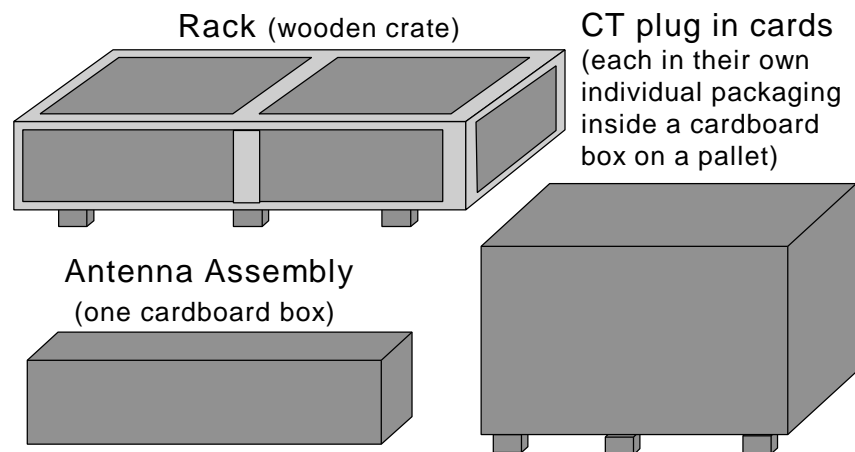 Rack (wooden crate)
CT plug in cards
(each in their own
individual packaging
inside a cardboard
box on a pallet)
Antenna Assembly
(one cardboard box)